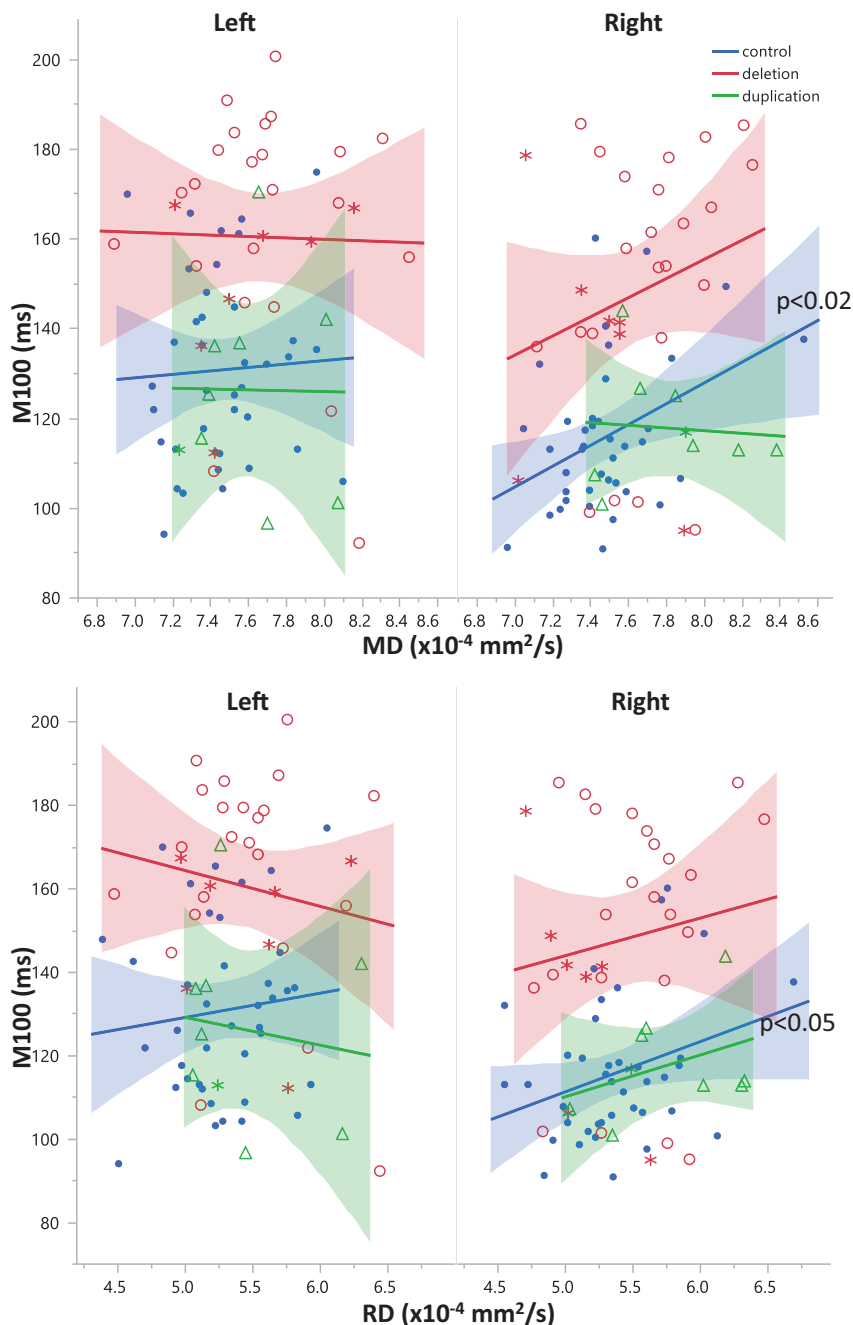 Left
Right
control
deletion
duplication
200
180
160
140
120
100
80
M100 (ms)
p<0.02
6.8 7.0 7.2 7.4 7.6 7.8 8.0 8.2 8.4 8.6
6.8 7.0 7.2 7.4 7.6 7.8 8.0 8.2 8.4 8.6
MD (x10⁻⁴ mm²/s)
Left
Right
200
180
160
140
120
100
80
M100 (ms)
p<0.05
4.5 5.0 5.5 6.0 6.5
4.5 5.0 5.5 6.0 6.5
RD (x10⁻⁴ mm²/s)